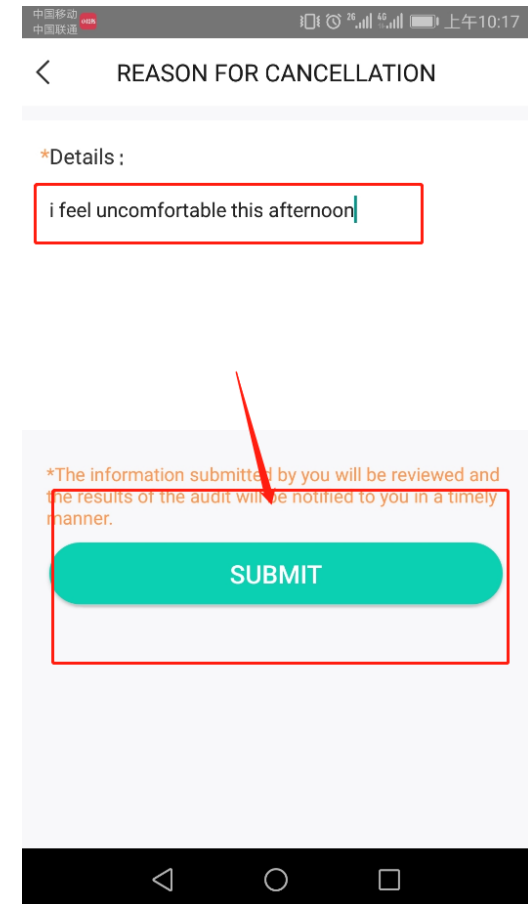 中国移动
中国联通
26 46 上午10:17
REASON FOR CANCELLATION
*Details :
i feel uncomfortable this afternoon
*The information submitted by you will be reviewed and
the results of the audit will be notified to you in a timely
manner.
SUBMIT